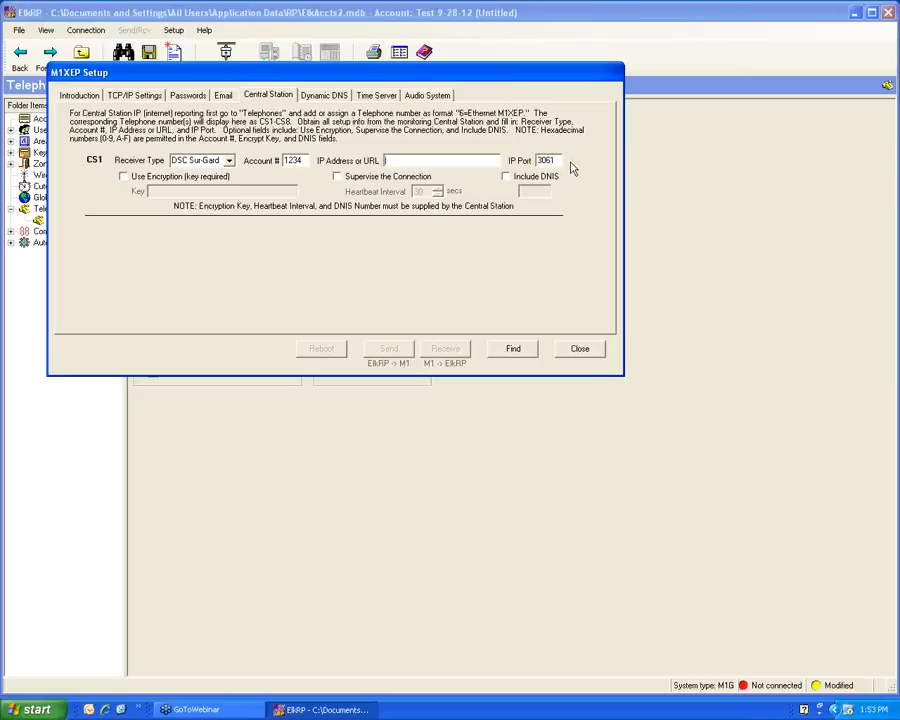 ElkRP - C:\Documents and Settings\All Users\Application Data\RP\ElkAccts2.mdb - Account: Test 9-28-12 (Untitled)
File View Connection Send/Rcv Setup Help
Back
Teleph
M1XEP Setup
Introduction TCP/IP Settings Passwords Email Central Station Dynamic DNS Time Server Audio System
Folder Items
For Central Station IP (internet) reporting first go to "Telephones" and add or assign a Telephone number as format "6=Ethernet M1XEP." The
corresponding Telephone number(s) will display here as CS1-CS8. Obtain all setup info from the monitoring Central Station and fill in: Receiver Type,
Account #, IP Address or URL, and IP Port. Optional fields include: Use Encryption, Supervise the Connection, and Include DNIS. NOTE: Hexadecimal
numbers (0-9, A-F) are permitted in the Account #, Encrypt Key, and DNIS fields.
CS1 Receiver Type DSC Sur-Gard Account # 1234 IP Address or URL IP Port 3061
Use Encryption (key required) Supervise the Connection Include DNIS
Key Heartbeat Interval 30 secs
NOTE: Encryption Key, Heartbeat Interval, and DNIS Number must be supplied by the Central Station
Reboot Send Receive Find Close
ElkRP -> M1 M1 -> ElkRP
System type: M1G Not connected Modified
start GoToWebinar ElkRP - C:\Documents... 1:53 PM